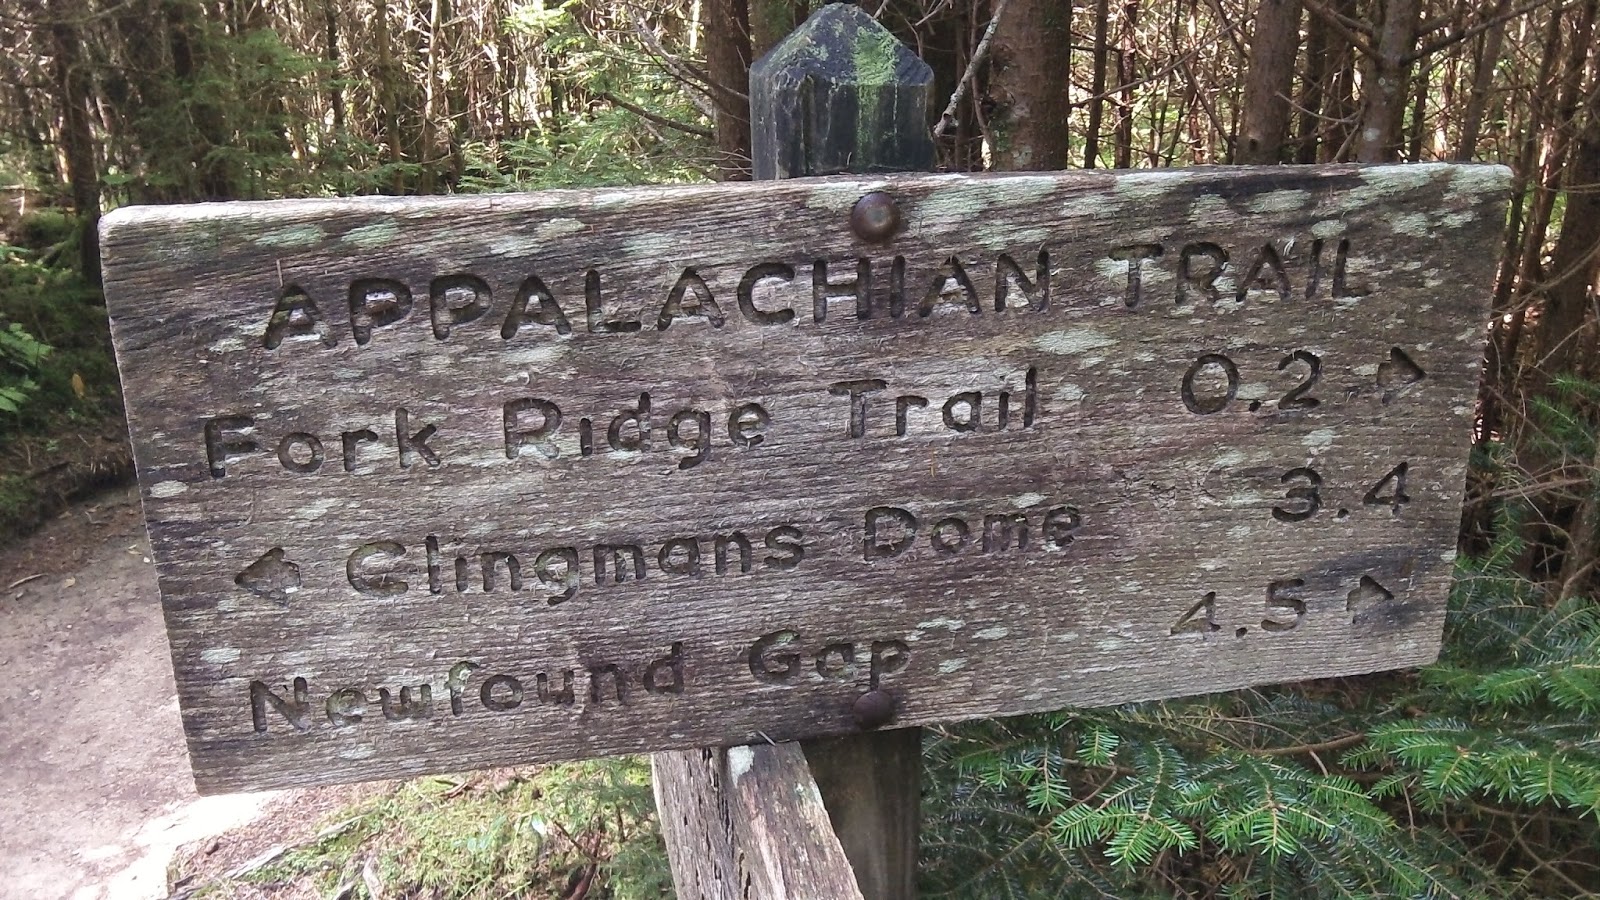 APPALACHIAN TRAIL
Fork Ridge Trail 0.2 →
← Clingmans Dome 3.4
Newfound Gap 4.5 →